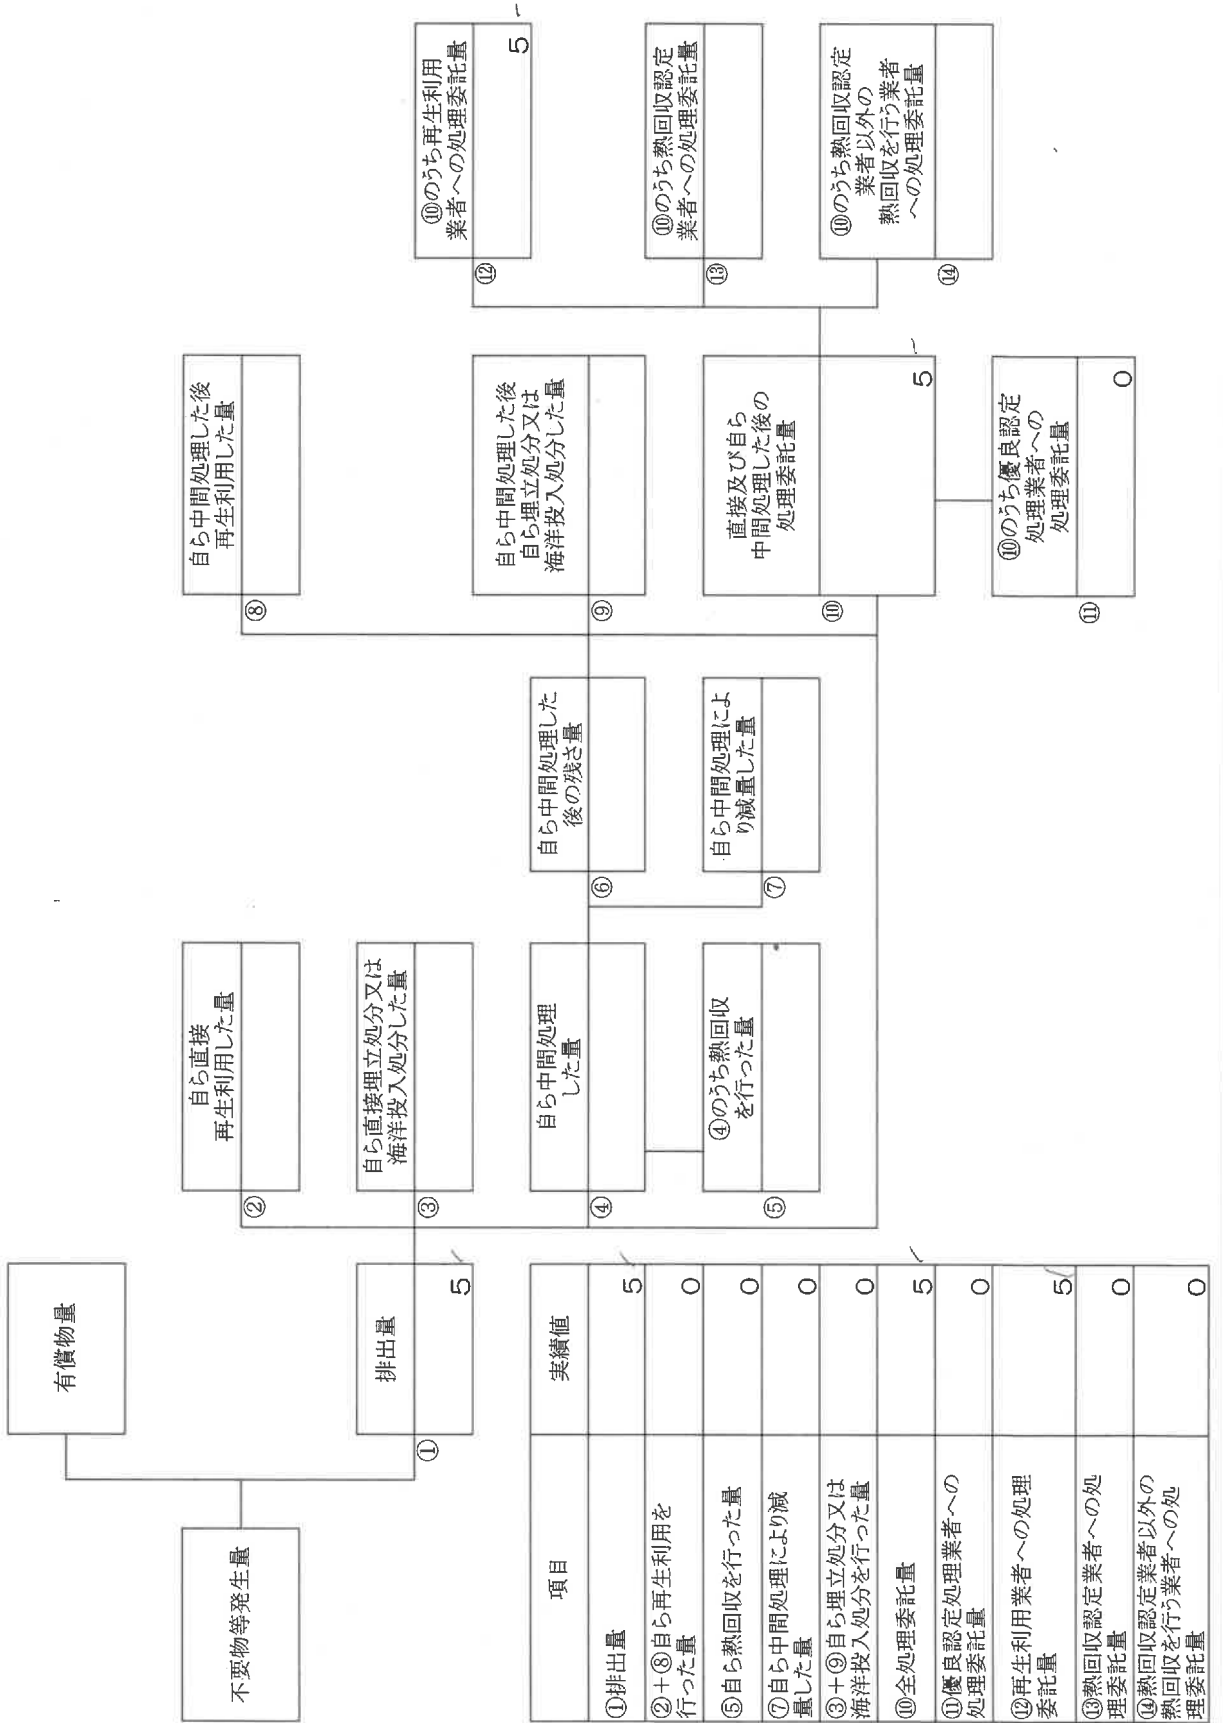 有償物量
不要物等発生量
排出量
①
5
自ら直接
再生利用した量
②
自ら直接埋立処分又は
海洋投入処分した量
③
自ら中間処理
した量
④
④のうち熱回収
を行った量
⑤
自ら中間処理した
後の残さ量
⑥
自ら中間処理によ
り減量した量
⑦
自ら中間処理した後
再生利用した量
⑧
自ら中間処理した後
自ら埋立処分又は
海洋投入処分した量
⑨
直接及び自ら
中間処理した後の
処理委託量
⑩
5
⑩のうち優良認定
処理業者への
処理委託量
⑪
0
⑩のうち再生利用
業者への処理委託量
⑫
5
⑩のうち熱回収認定
業者への処理委託量
⑬
⑩のうち熱回収認定
業者以外の
熱回収を行う業者
への処理委託量
⑭
項目 実績値
①排出量 5
②+⑧自ら再生利用を
行った量 0
⑤自ら熱回収を行った量 0
⑦自ら中間処理により減
量した量 0
③+⑨自ら埋立処分又は
海洋投入処分を行った量 0
⑩全処理委託量 5
⑪優良認定処理業者への
処理委託量 0
⑫再生利用業者への処理
委託量 5
⑬熱回収認定業者への処
理委託量 0
⑭熱回収認定業者以外の
熱回収を行う業者への処
理委託量 0